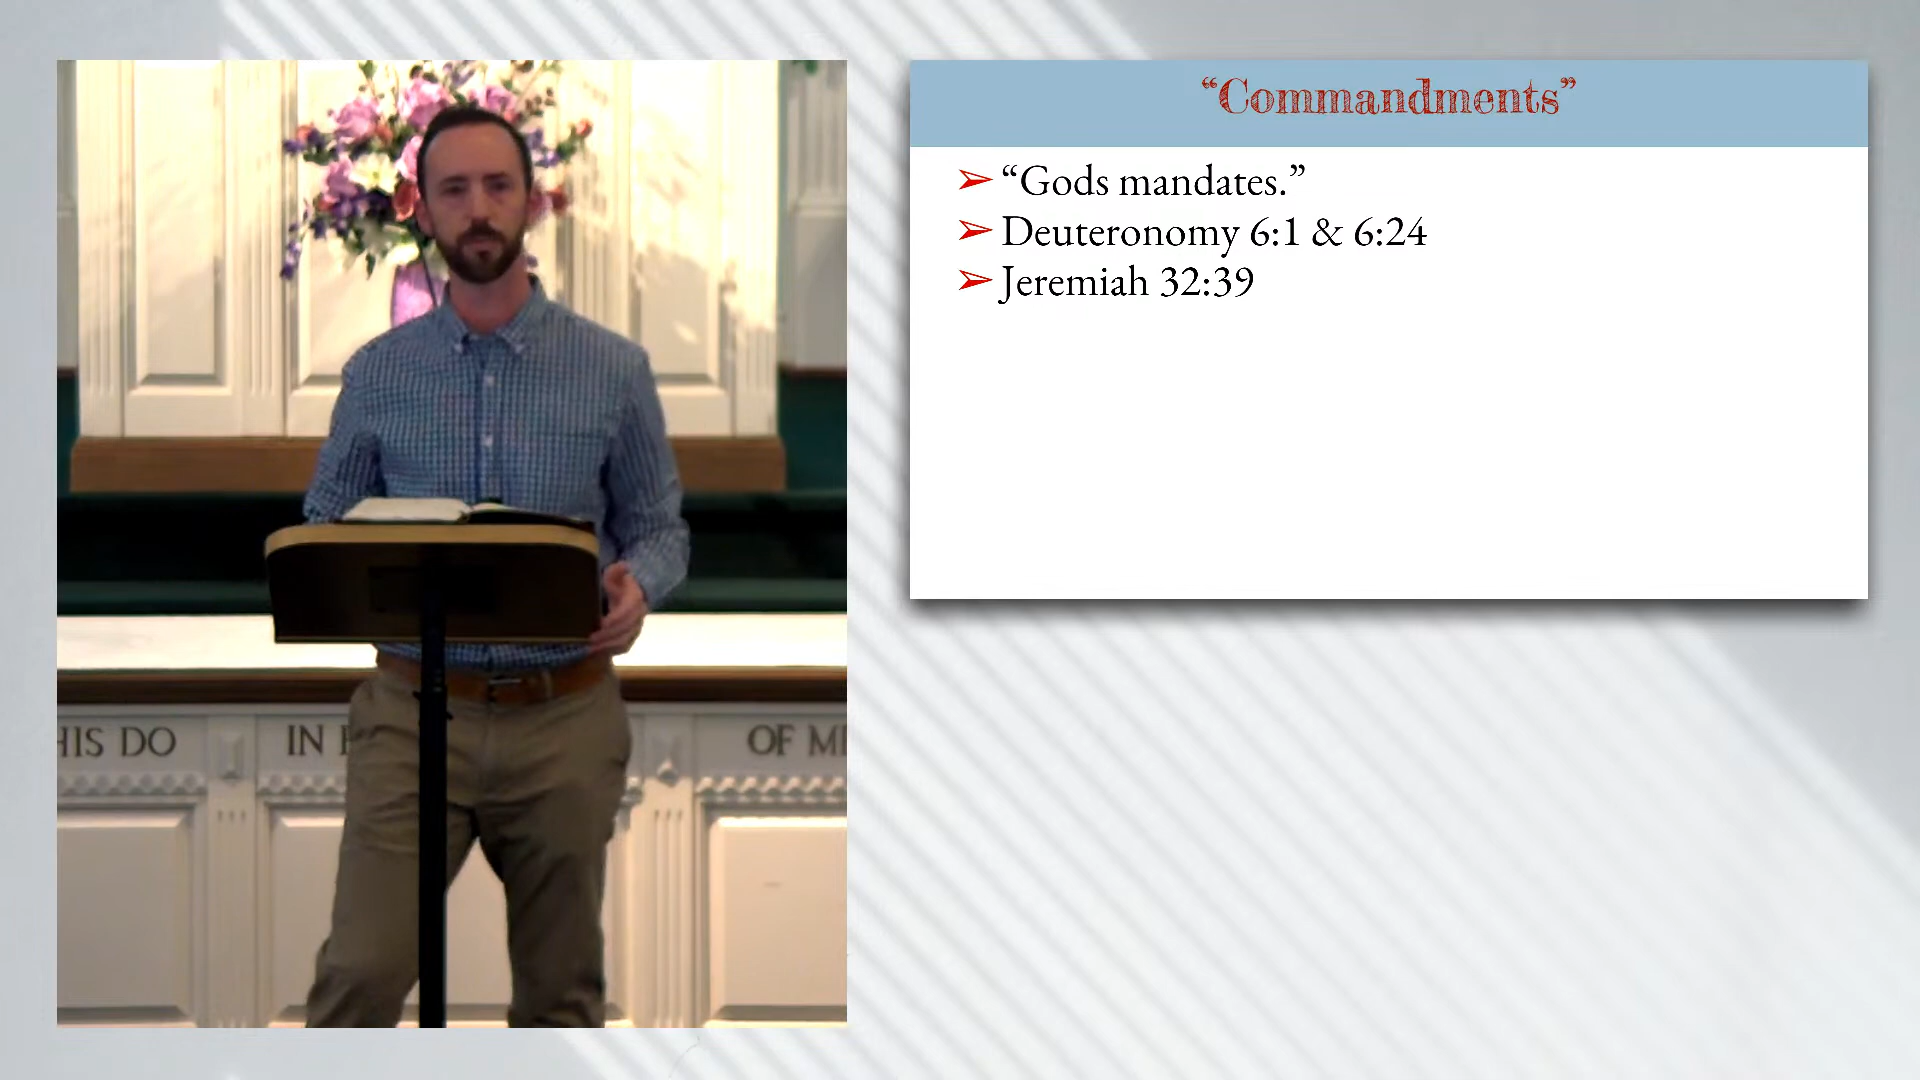 “Commandments”
➢ “Gods mandates.”
➢ Deuteronomy 6:1 & 6:24
➢ Jeremiah 32:39
HIS DO IN OF